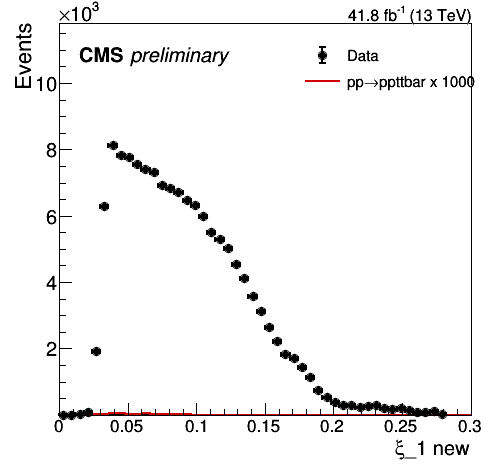 ×10³
41.8 fb⁻¹ (13 TeV)
Events
CMS preliminary
Data
pp→ppttbar x 1000
10
8
6
4
2
0 0.05 0.1 0.15 0.2 0.25 0.3
ξ_1 new